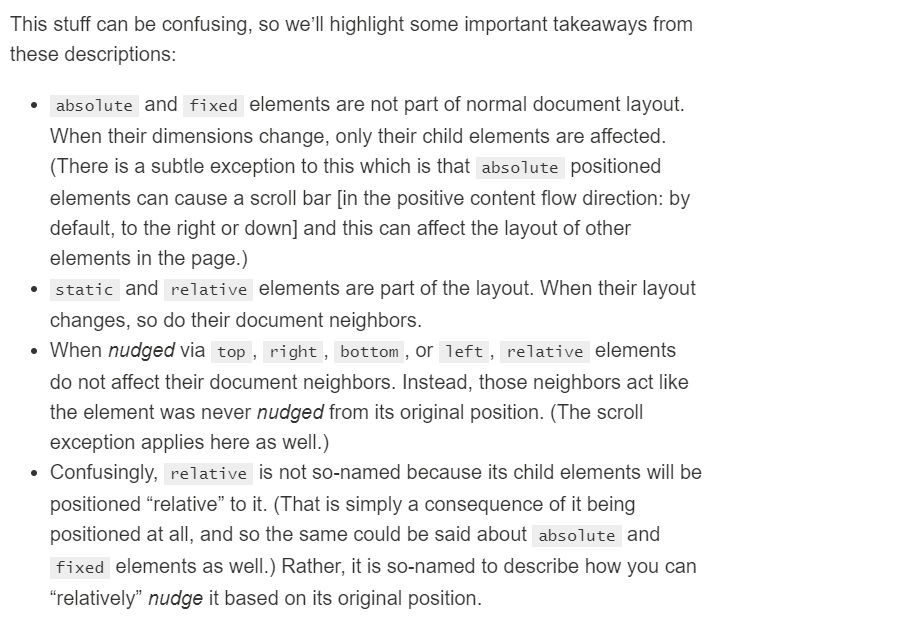 This stuff can be confusing, so we’ll highlight some important takeaways from
these descriptions:
• absolute and fixed elements are not part of normal document layout.
When their dimensions change, only their child elements are affected.
(There is a subtle exception to this which is that absolute positioned
elements can cause a scroll bar [in the positive content flow direction: by
default, to the right or down] and this can affect the layout of other
elements in the page.)
• static and relative elements are part of the layout. When their layout
changes, so do their document neighbors.
• When nudged via top, right, bottom, or left, relative elements
do not affect their document neighbors. Instead, those neighbors act like
the element was never nudged from its original position. (The scroll
exception applies here as well.)
• Confusingly, relative is not so-named because its child elements will be
positioned “relative” to it. (That is simply a consequence of it being
positioned at all, and so the same could be said about absolute and
fixed elements as well.) Rather, it is so-named to describe how you can
“relatively” nudge it based on its original position.